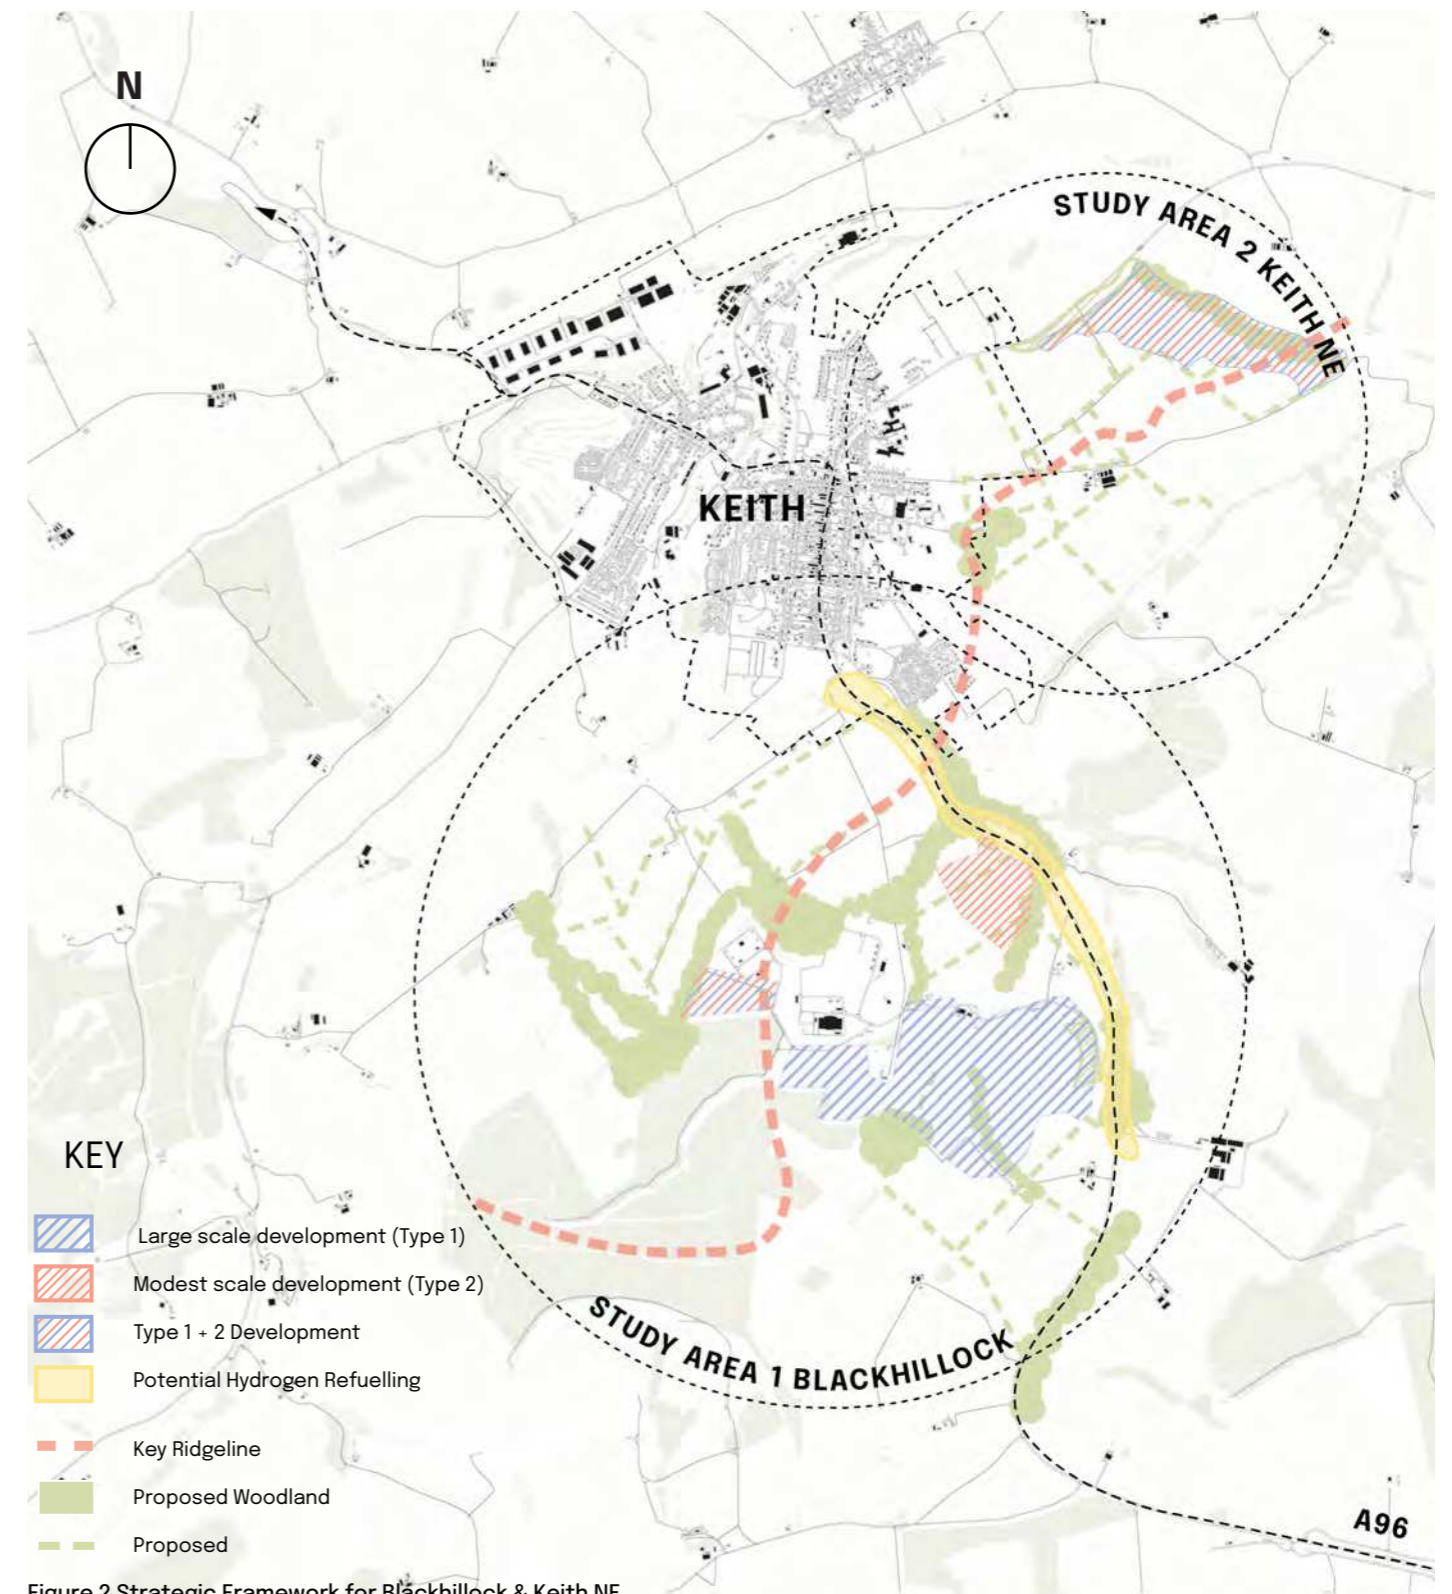 N
STUDY AREA 2 KEITH NE
KEITH
KEY
Large scale development (Type 1)
Modest scale development (Type 2)
Type 1 + 2 Development
Potential Hydrogen Refuelling
Key Ridgeline
Proposed Woodland
Proposed
STUDY AREA 1 BLACKHILLOCK
A96
Figure 2 Strategic Framework for Blackhillock & Keith NE